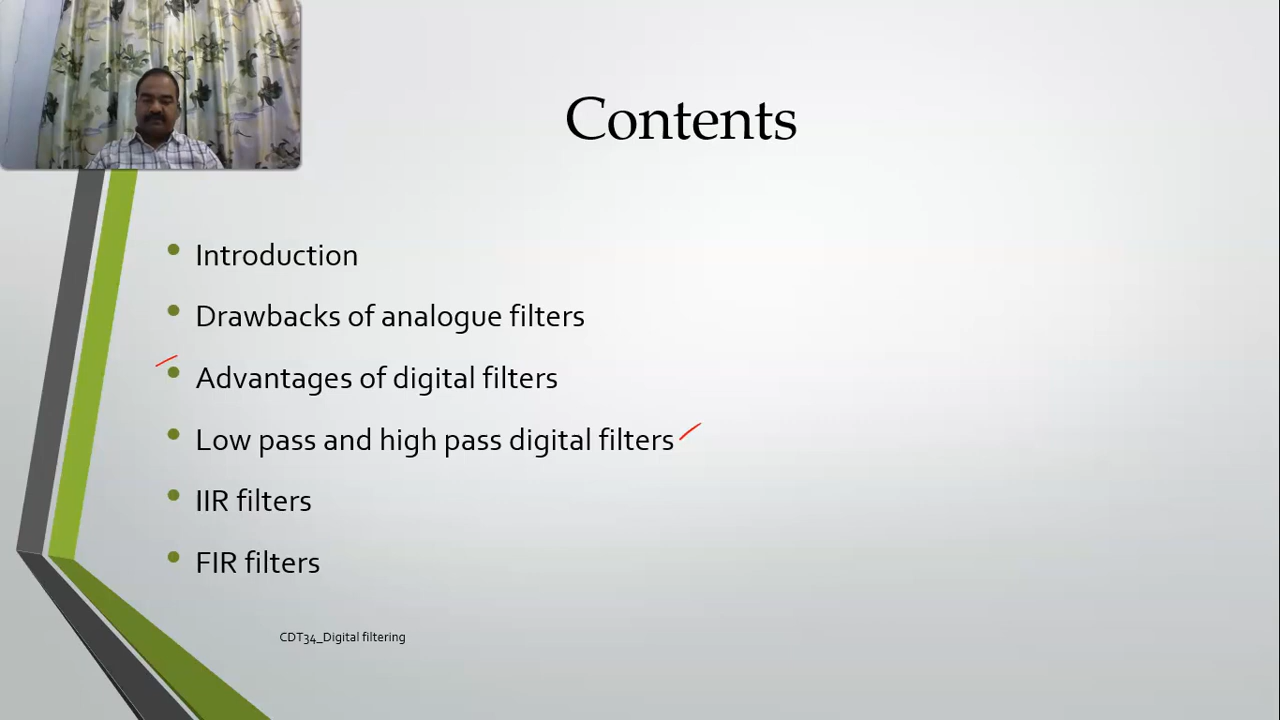 Contents
Introduction
Drawbacks of analogue filters
Advantages of digital filters
Low pass and high pass digital filters
IIR filters
FIR filters
CDT34_Digital filtering